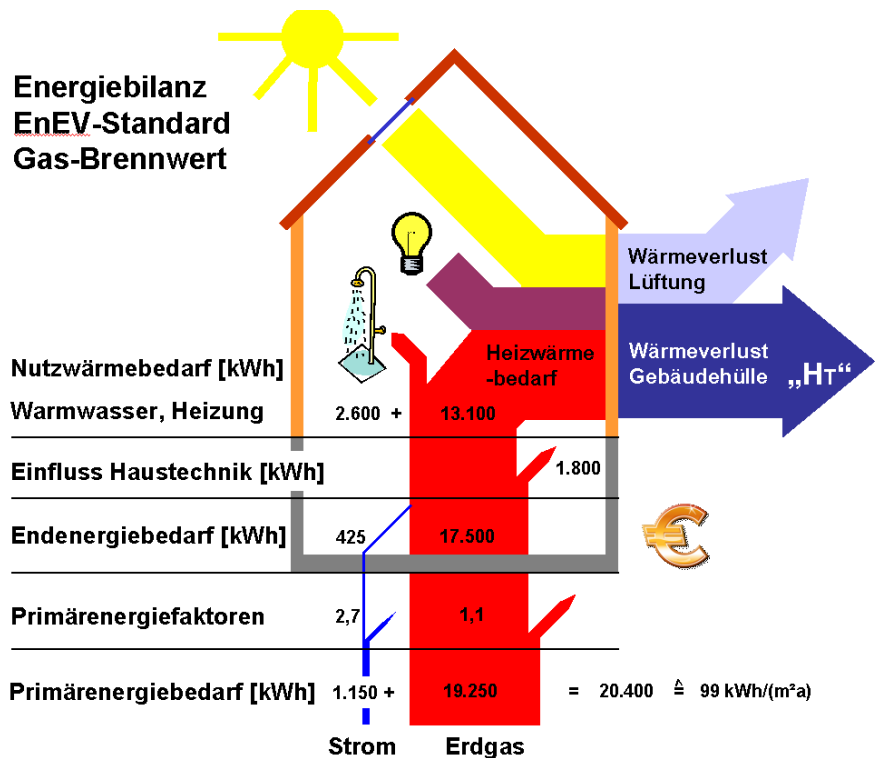 Energiebilanz
EnEV-Standard
Gas-Brennwert
Wärmeverlust
Lüftung
Nutzwärmebedarf [kWh]
Heizwärme
-bedarf
Wärmeverlust
Gebäudehülle „HT“
Warmwasser, Heizung 2.600 + 13.100
Einfluss Haustechnik [kWh] 1.800
Endenergiebedarf [kWh] 425 17.500
€
Primärenergiefaktoren 2,7 1,1
Primärenergiebedarf [kWh] 1.150 + 19.250 = 20.400 ≙ 99 kWh/(m²a)
Strom Erdgas